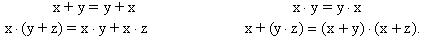 x + y = y + x x · y = y · x
x · (y + z) = x · y + x · z x + (y · z) = (x + y) · (x + z).